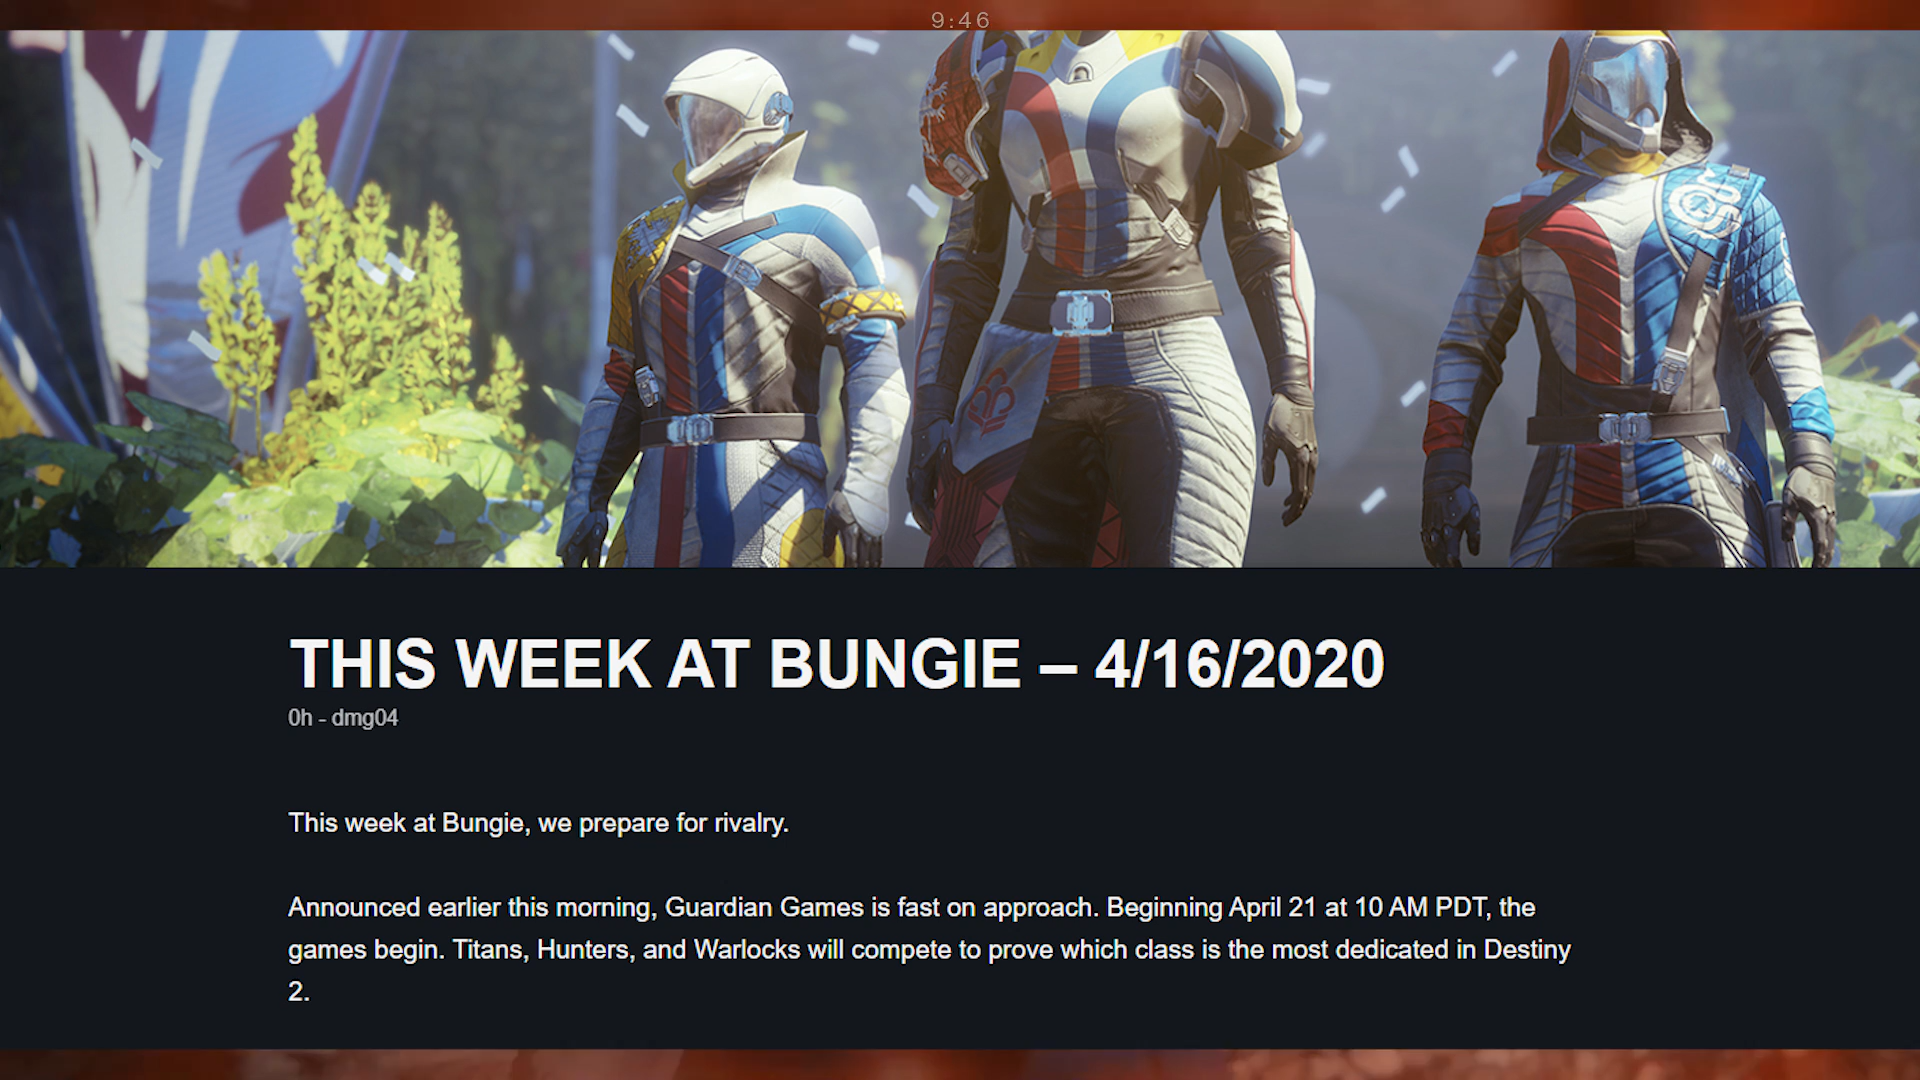 9:46
THIS WEEK AT BUNGIE – 4/16/2020
0h - dmg04
This week at Bungie, we prepare for rivalry.
Announced earlier this morning, Guardian Games is fast on approach. Beginning April 21 at 10 AM PDT, the
games begin. Titans, Hunters, and Warlocks will compete to prove which class is the most dedicated in Destiny
2.